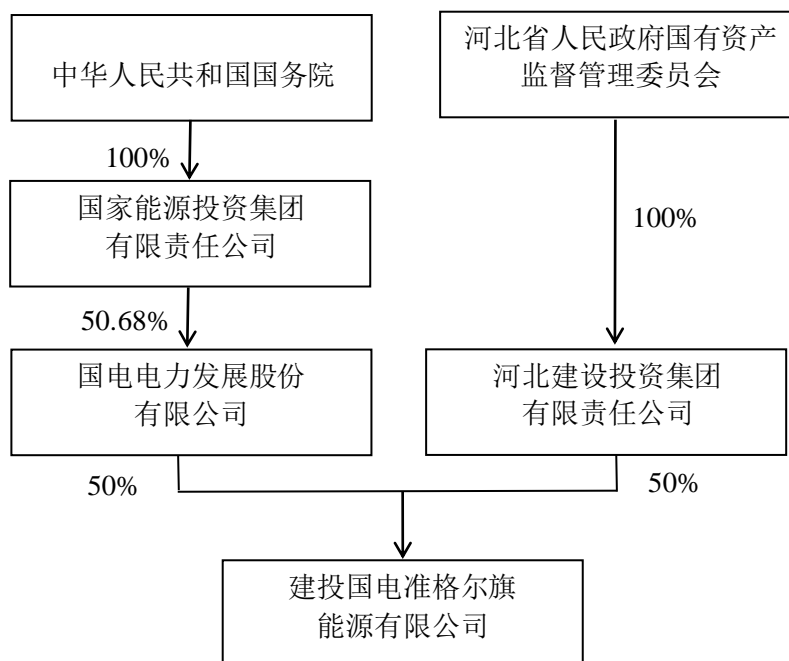 中华人民共和国国务院
河北省人民政府国有资产
监督管理委员会
100%
国家能源投资集团
有限责任公司
100%
50.68%
国电电力发展股份
有限公司
河北建设投资集团
有限责任公司
50%
50%
建投国电准格尔旗
能源有限公司